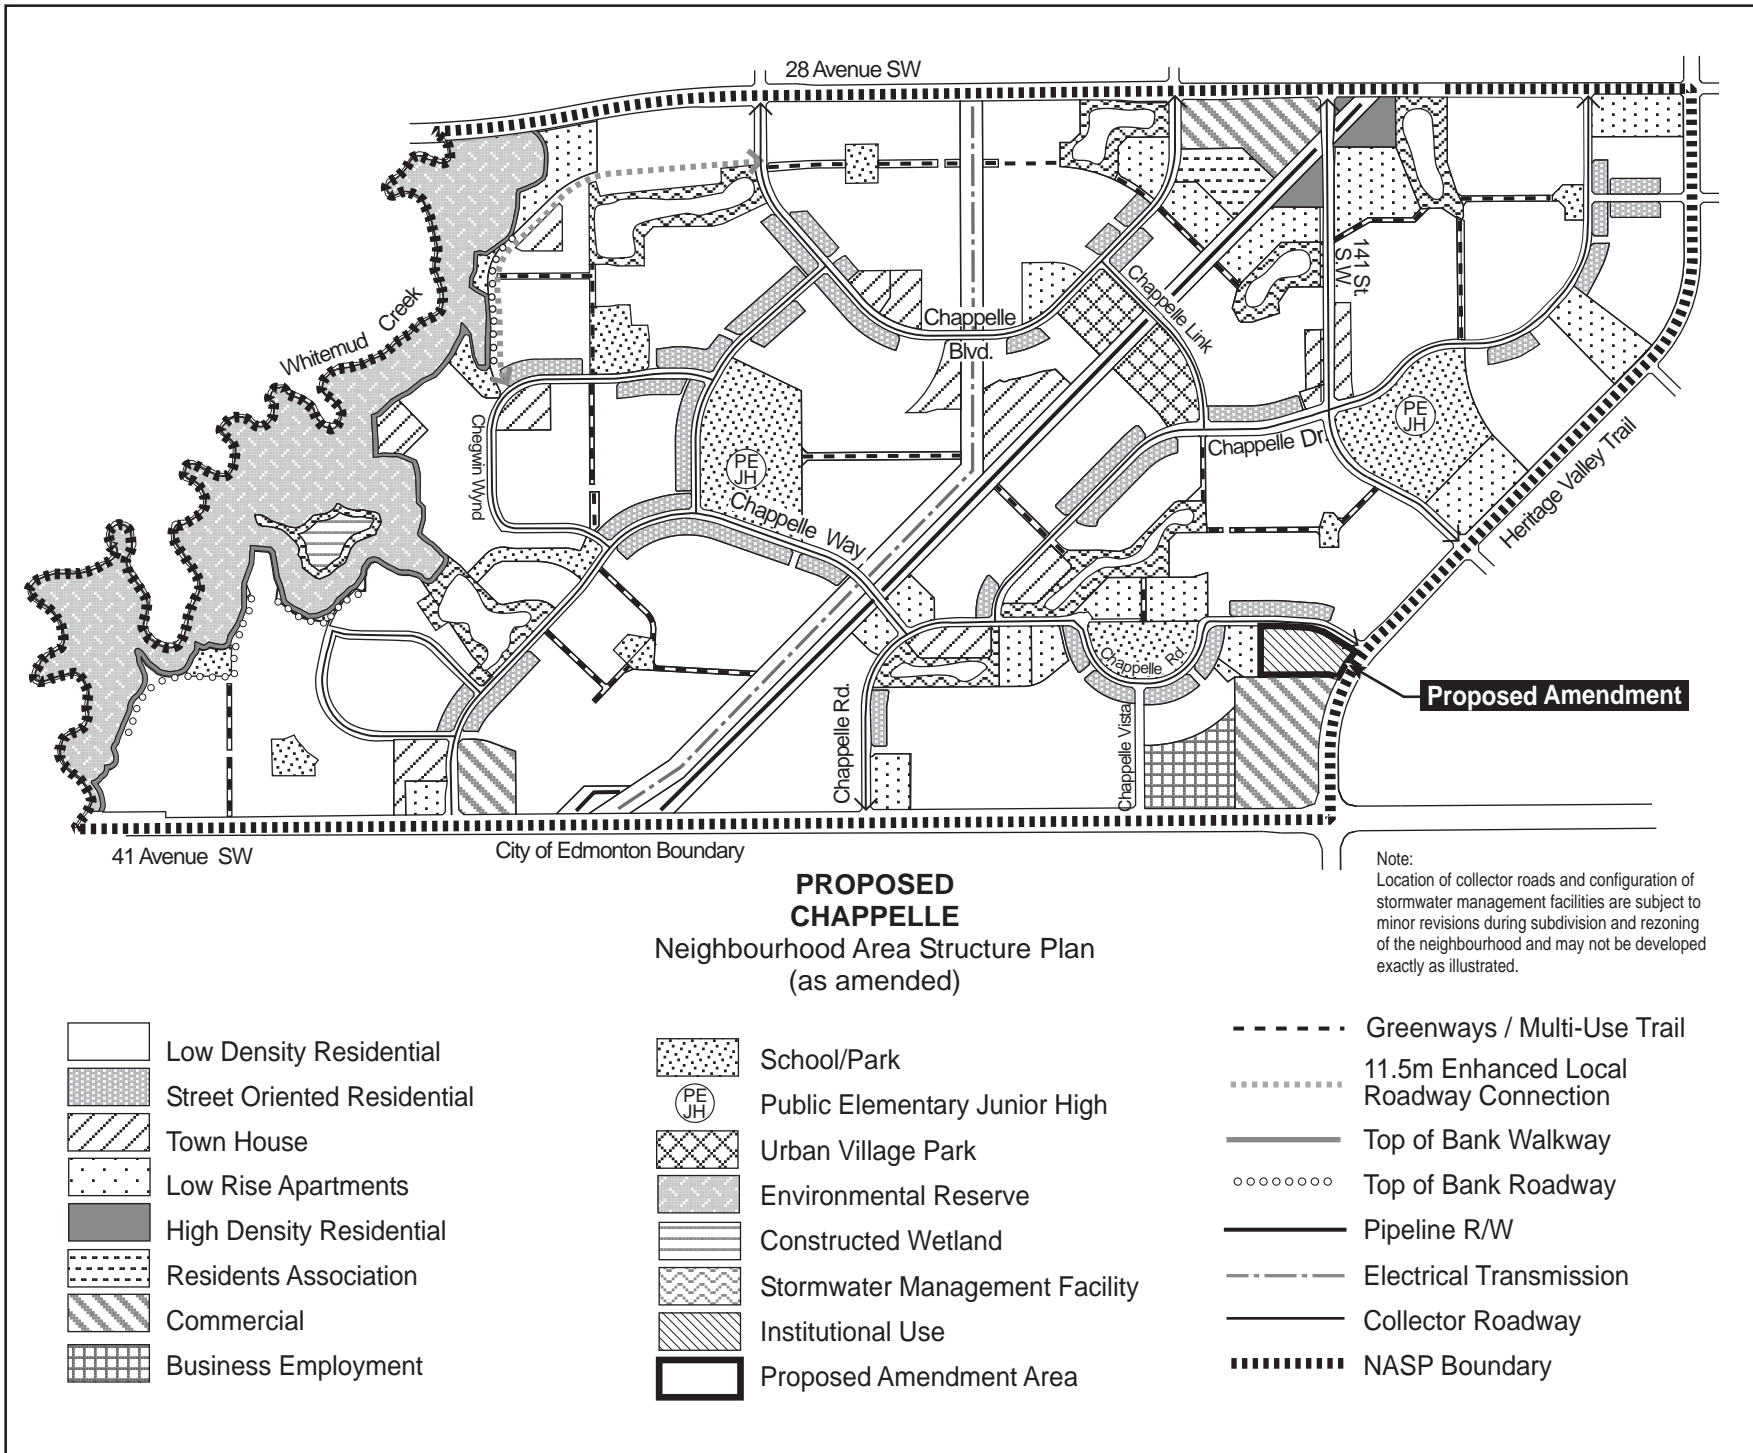 28 Avenue SW
Whitemud Creek
141 St.
S.W.
Chappelle
Blvd.
Chappelle Link
Chegwin Wynd
PE
JH
Chappelle Way
PE
JH
Chappelle Dr.
Heritage Valley Trail
Chappelle Rd.
Chappelle Rd.
Chappelle Vista
Proposed Amendment
41 Avenue SW
City of Edmonton Boundary
PROPOSED
CHAPPELLE
Neighbourhood Area Structure Plan
(as amended)
Note:
Location of collector roads and configuration of
stormwater management facilities are subject to
minor revisions during subdivision and rezoning
of the neighbourhood and may not be developed
exactly as illustrated.
Low Density Residential
Street Oriented Residential
Town House
Low Rise Apartments
High Density Residential
Residents Association
Commercial
Business Employment
School/Park
PE
JH
Public Elementary Junior High
Urban Village Park
Environmental Reserve
Constructed Wetland
Stormwater Management Facility
Institutional Use
Proposed Amendment Area
Greenways / Multi-Use Trail
11.5m Enhanced Local
Roadway Connection
Top of Bank Walkway
Top of Bank Roadway
Pipeline R/W
Electrical Transmission
Collector Roadway
NASP Boundary